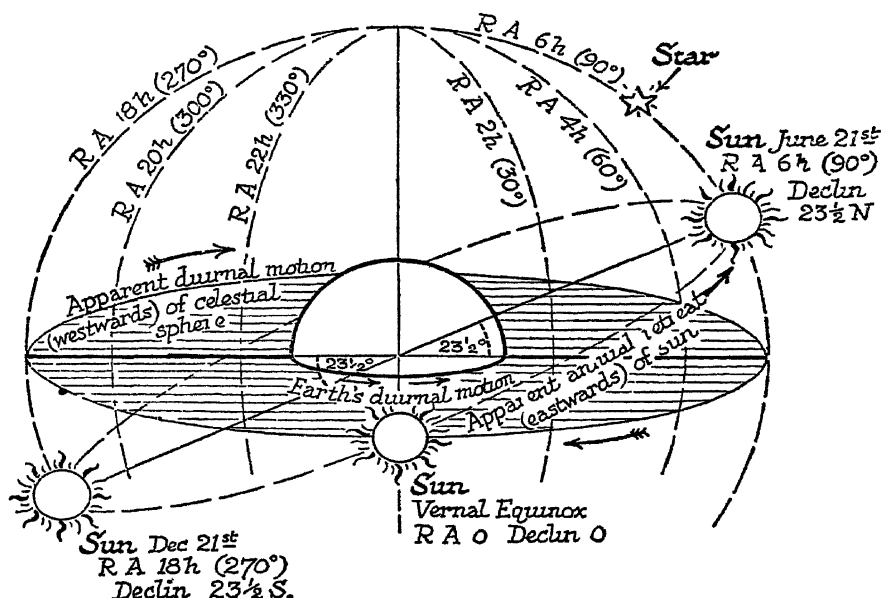 R A 18h (270°)
R A 20h (300°)
R A 22h (330°)
R A 2h (30°)
R A 4h (60°)
R A 6h (90°)
Star
Sun June 21st
R A 6h (90°)
Declin
23½ N
Apparent diurnal motion
(westwards) of celestial
sphere
23½°
23½°
Earth's diurnal motion
Apparent annual retreat
(eastwards) of sun
Sun
Vernal Equinox
R A 0 Declin 0
Sun Dec 21st
R A 18h (270°)
Declin 23½ S.